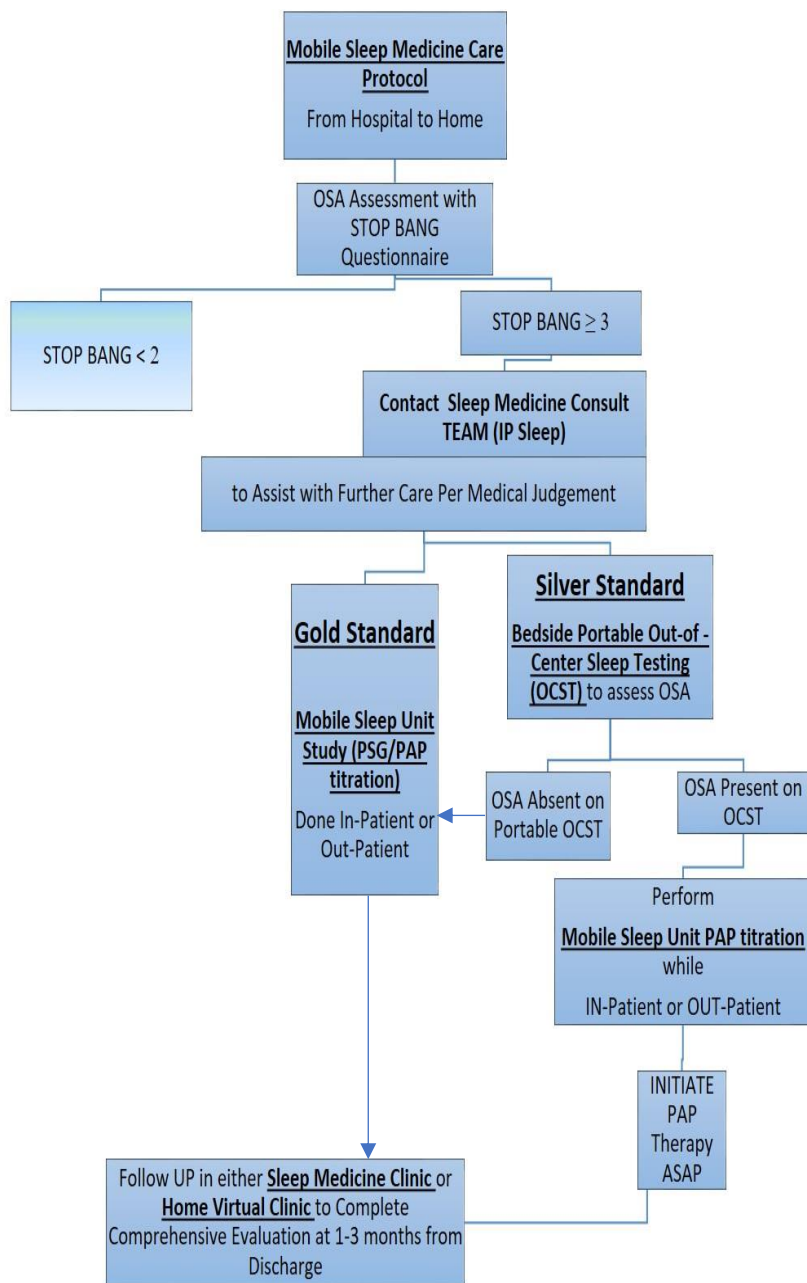 Mobile Sleep Medicine Care
Protocol
From Hospital to Home
OSA Assessment with
STOP BANG
Questionnaire
STOP BANG < 2
STOP BANG ≥ 3
Contact Sleep Medicine Consult
TEAM (IP Sleep)
to Assist with Further Care Per Medical Judgement
Gold Standard
Mobile Sleep Unit
Study (PSG/PAP
titration)
Done In-Patient or
Out-Patient
Silver Standard
Bedside Portable Out-of -
Center Sleep Testing
(OCST) to assess OSA
OSA Absent on
Portable OCST
OSA Present on
OCST
Perform
Mobile Sleep Unit PAP titration
while
IN-Patient or OUT-Patient
INITIATE
PAP
Therapy
ASAP
Follow UP in either Sleep Medicine Clinic or
Home Virtual Clinic to Complete
Comprehensive Evaluation at 1-3 months from
Discharge